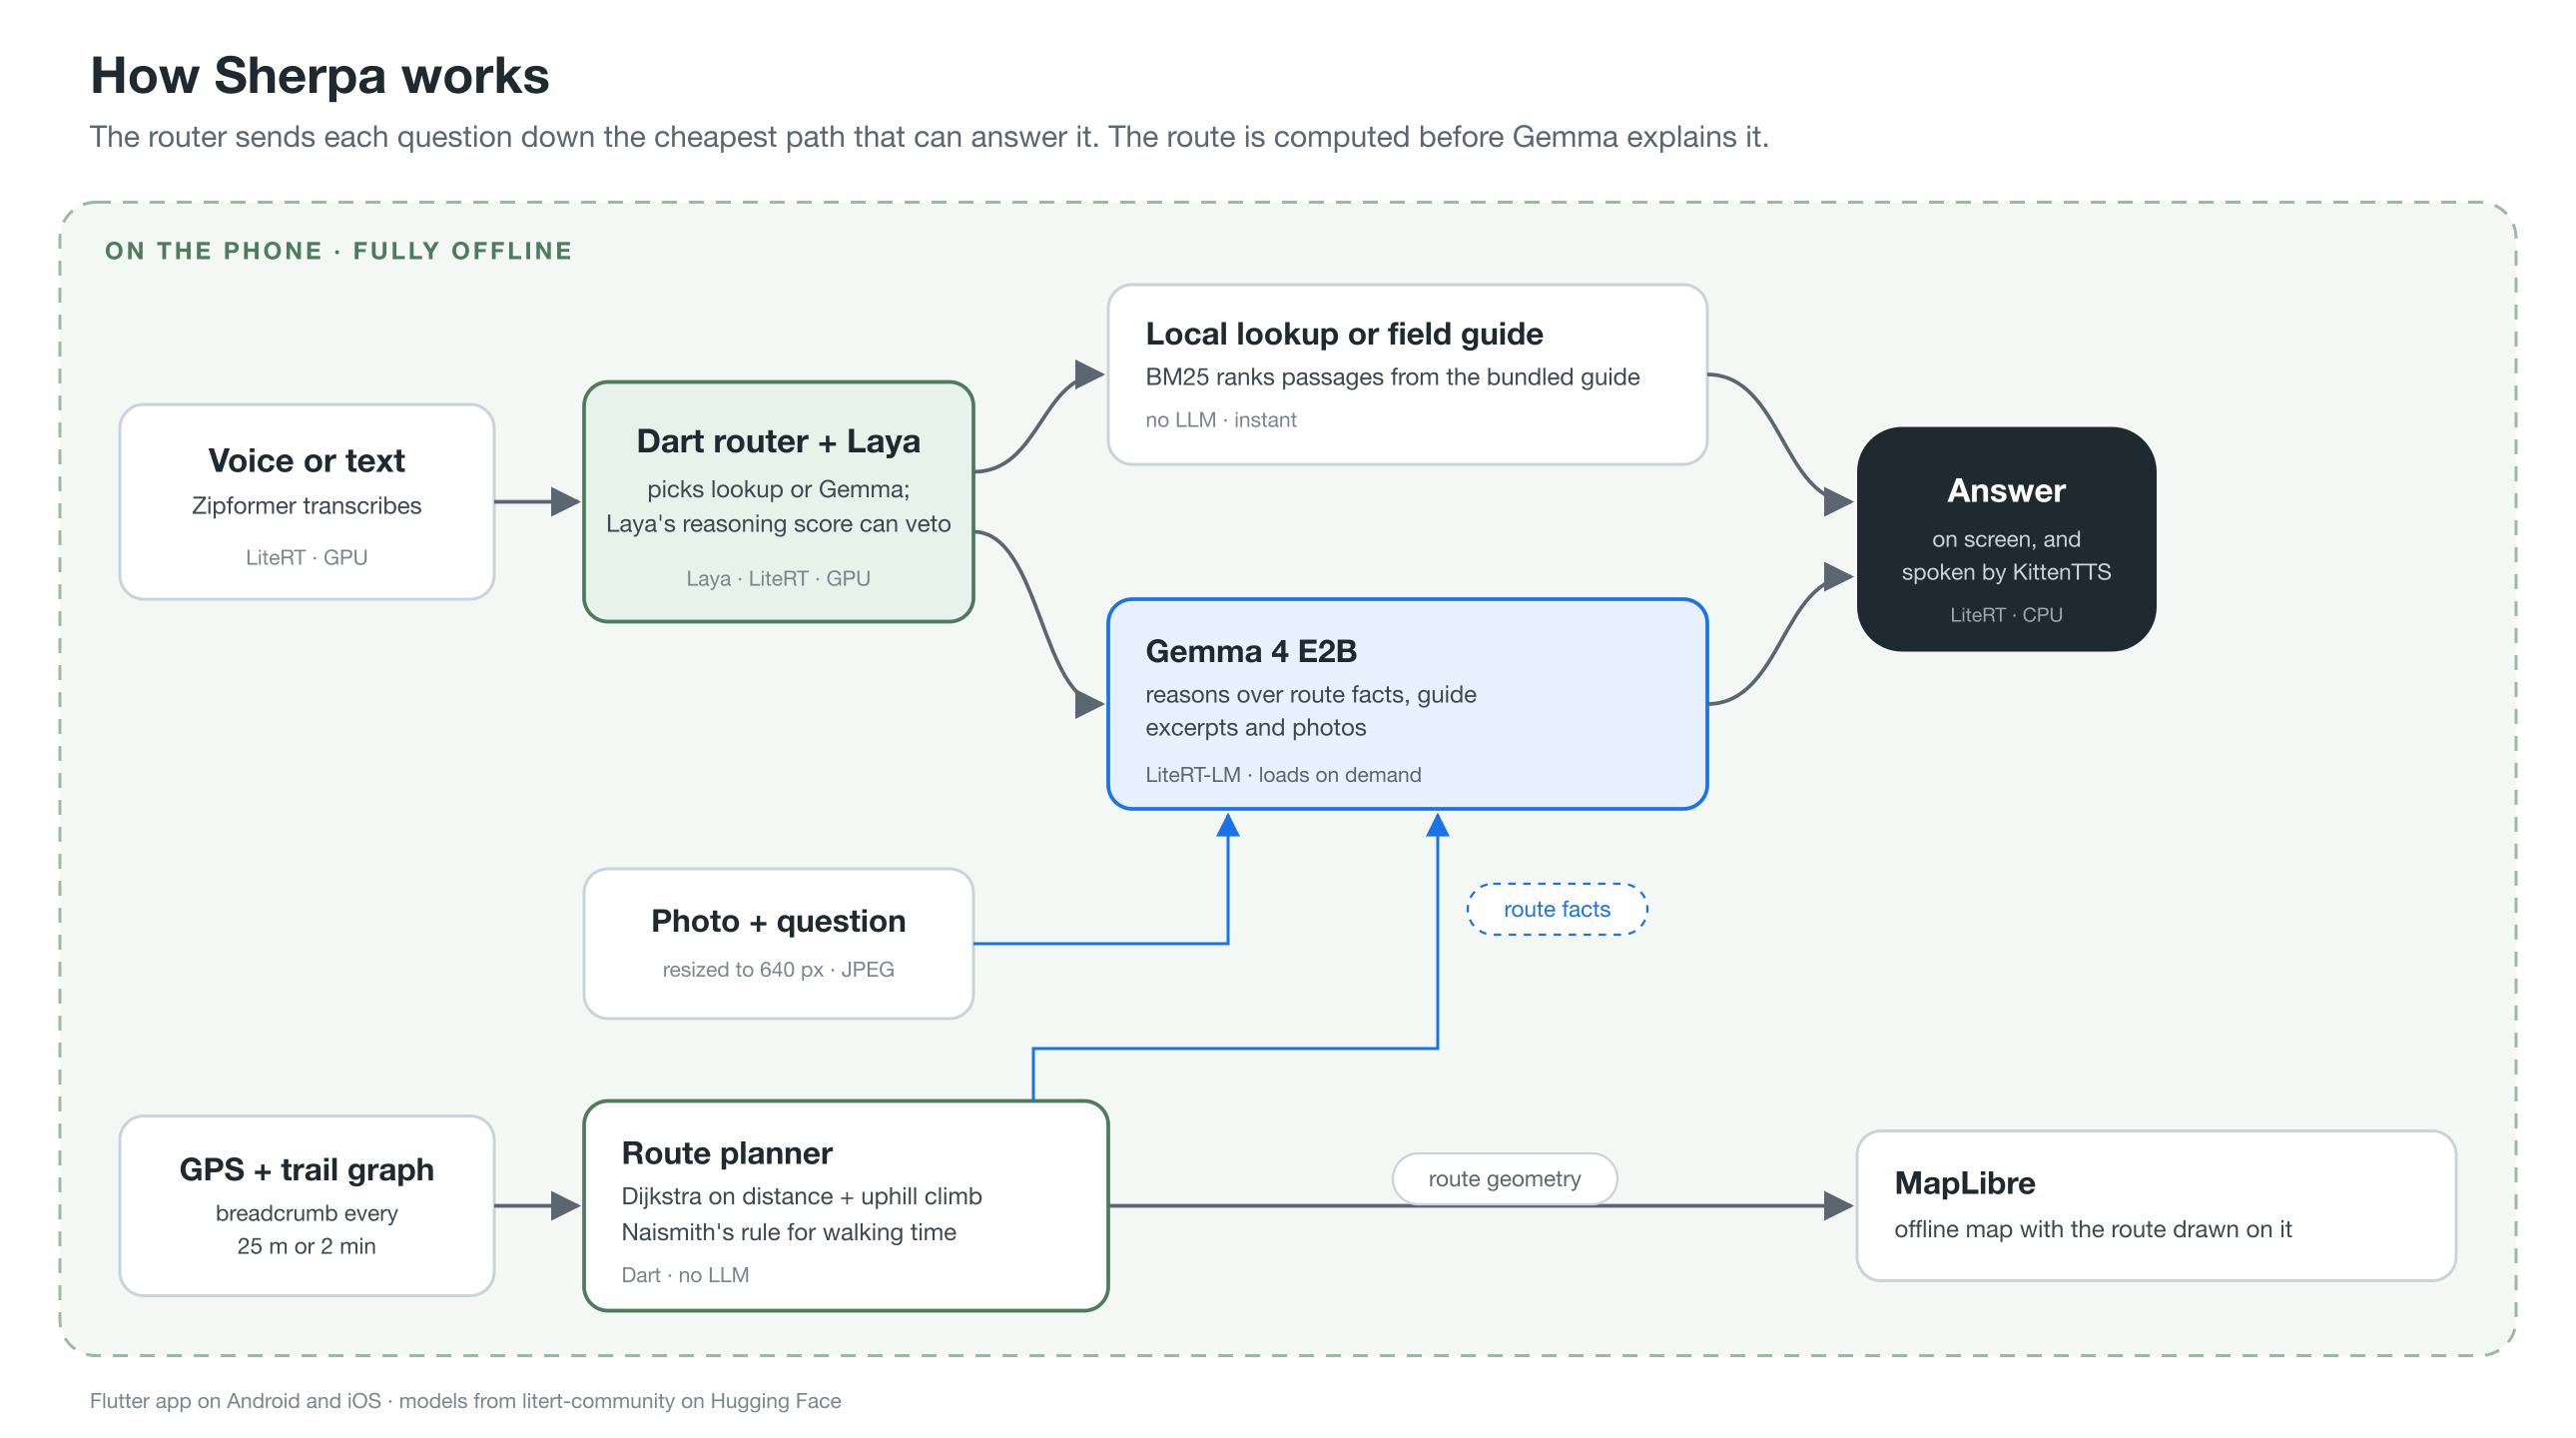 How Sherpa works
The router sends each question down the cheapest path that can answer it. The route is computed before Gemma explains it.
ON THE PHONE · FULLY OFFLINE
Voice or text
Zipformer transcribes
LiteRT · GPU
Dart router + Laya
picks lookup or Gemma;
Laya's reasoning score can veto
Laya · LiteRT · GPU
Local lookup or field guide
BM25 ranks passages from the bundled guide
no LLM · instant
Gemma 4 E2B
reasons over route facts, guide
excerpts and photos
LiteRT-LM · loads on demand
Answer
on screen, and
spoken by KittenTTS
LiteRT · CPU
Photo + question
resized to 640 px · JPEG
route facts
GPS + trail graph
breadcrumb every
25 m or 2 min
Route planner
Dijkstra on distance + uphill climb
Naismith's rule for walking time
Dart · no LLM
route geometry
MapLibre
offline map with the route drawn on it
Flutter app on Android and iOS · models from litert-community on Hugging Face